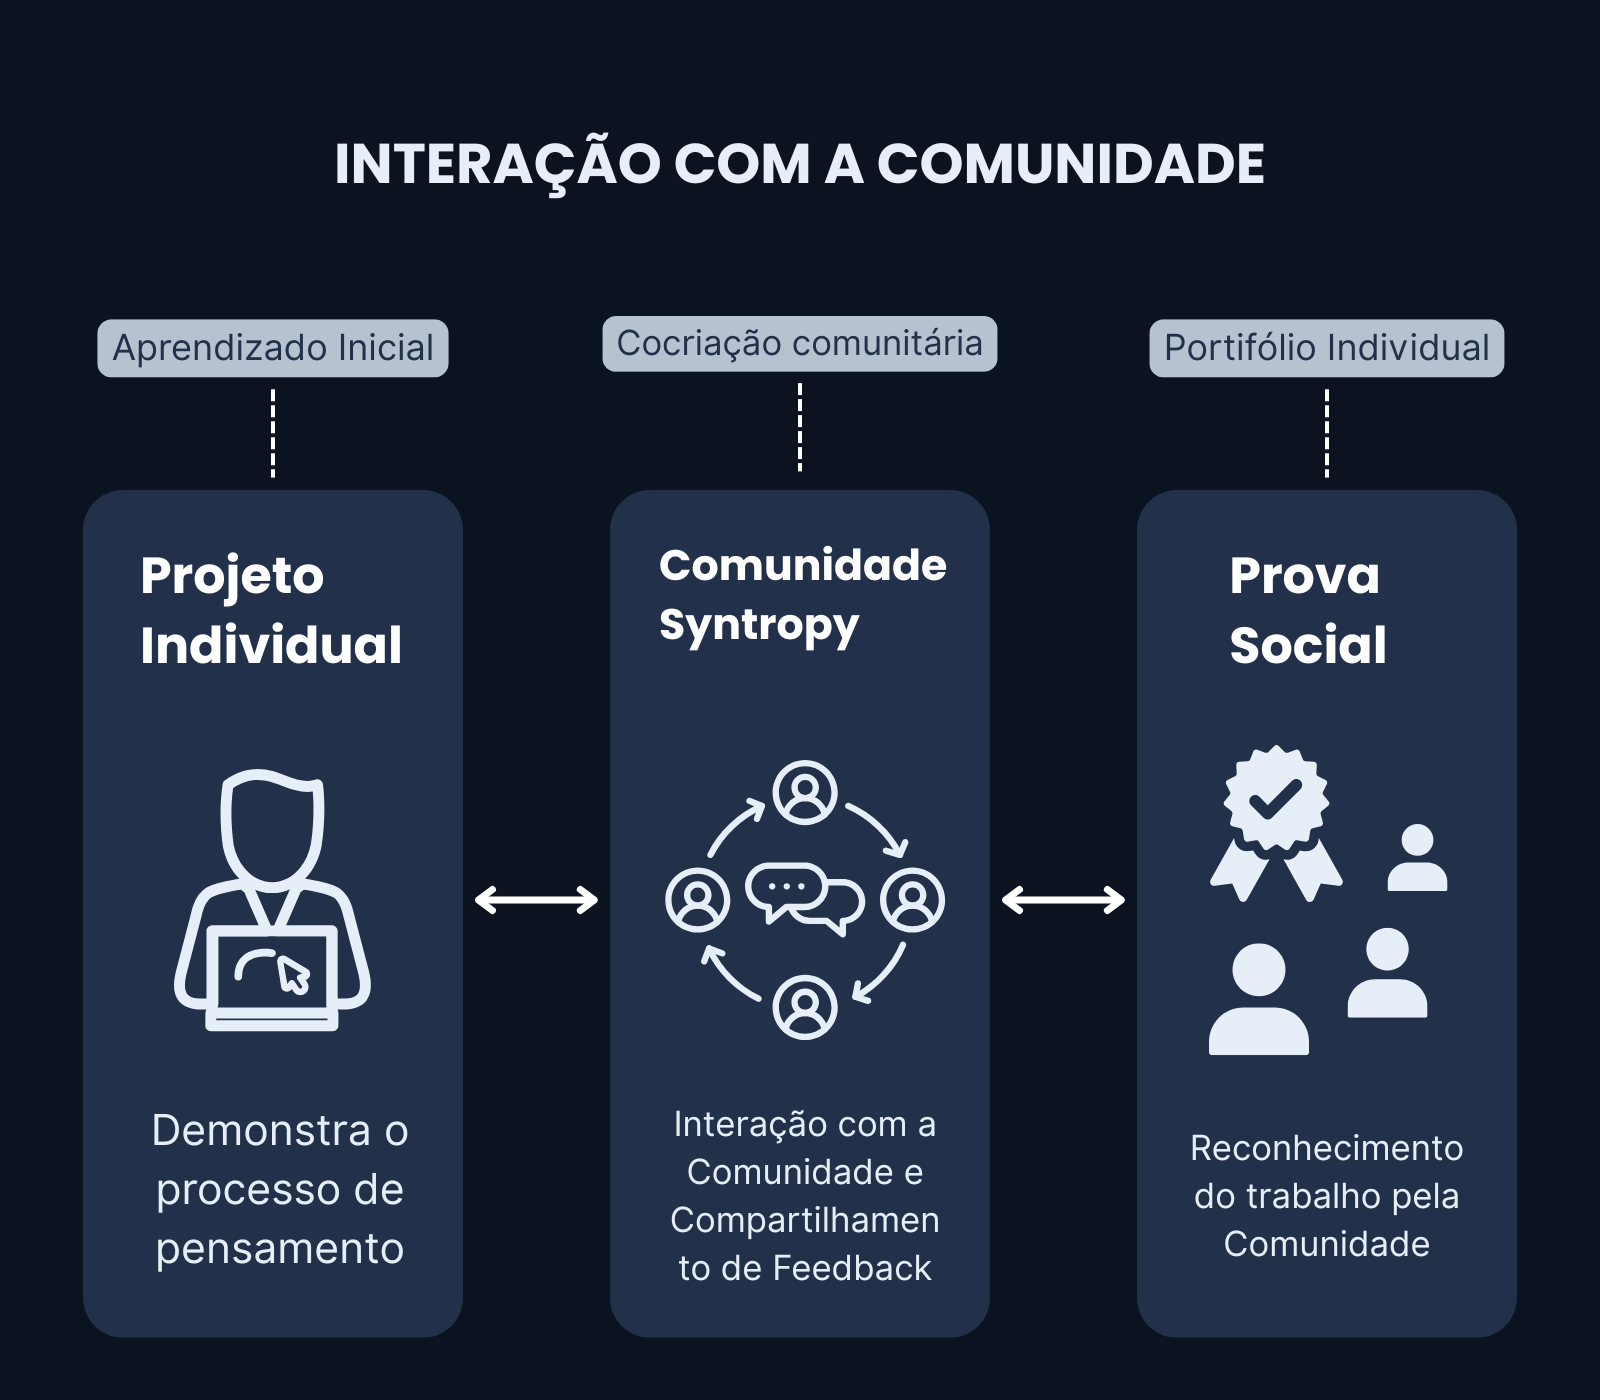 INTERAÇÃO COM A COMUNIDADE
Aprendizado Inicial
Cocriação comunitária
Portifólio Individual
Projeto
Individual
Demonstra o
processo de
pensamento
Comunidade
Syntropy
Interação com a
Comunidade e
Compartilhamen
to de Feedback
Prova
Social
Reconhecimento
do trabalho pela
Comunidade